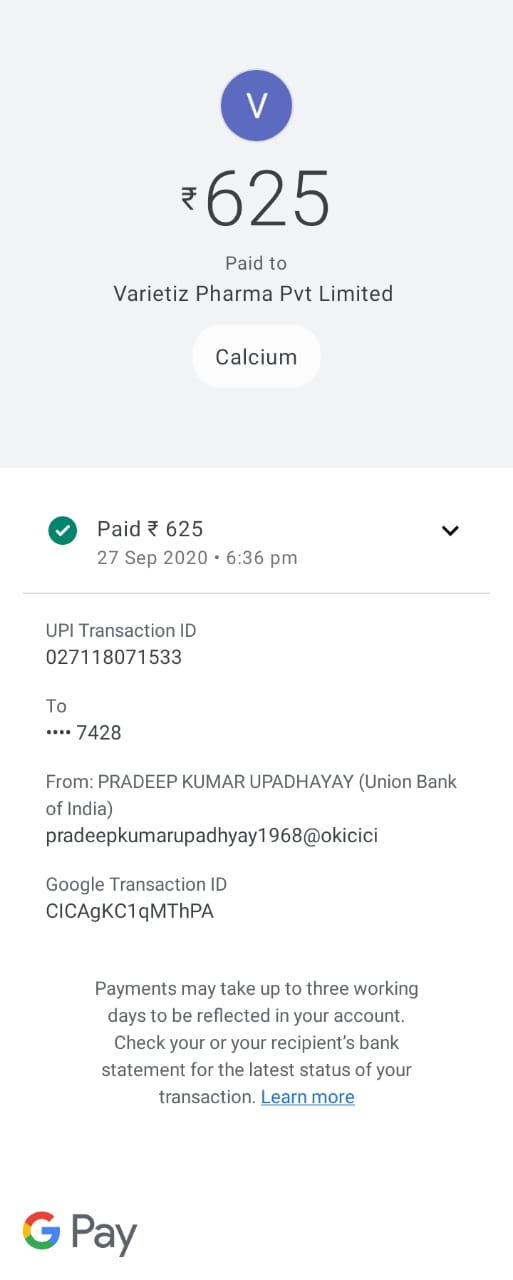 V
₹625
Paid to
Varietiz Pharma Pvt Limited
Calcium
Paid ₹ 625
27 Sep 2020 • 6:36 pm
UPI Transaction ID
027118071533
To
•••• 7428
From: PRADEEP KUMAR UPADHAYAY (Union Bank
of India)
pradeepkumarupadhyay1968@okicici
Google Transaction ID
CICAgKC1qMThPA
Payments may take up to three working
days to be reflected in your account.
Check your or your recipient’s bank
statement for the latest status of your
transaction. Learn more
G Pay